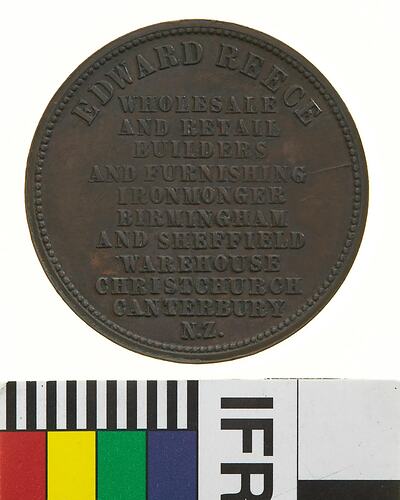 EDWARD REECE
WHOLESALE
AND RETAIL
BUILDERS
AND FURNISHING
IRONMONGER
BIRMINGHAM
AND SHEFFIELD
WAREHOUSE
CHRISTCHURCH
CANTERBURY
N.Z.
IFR